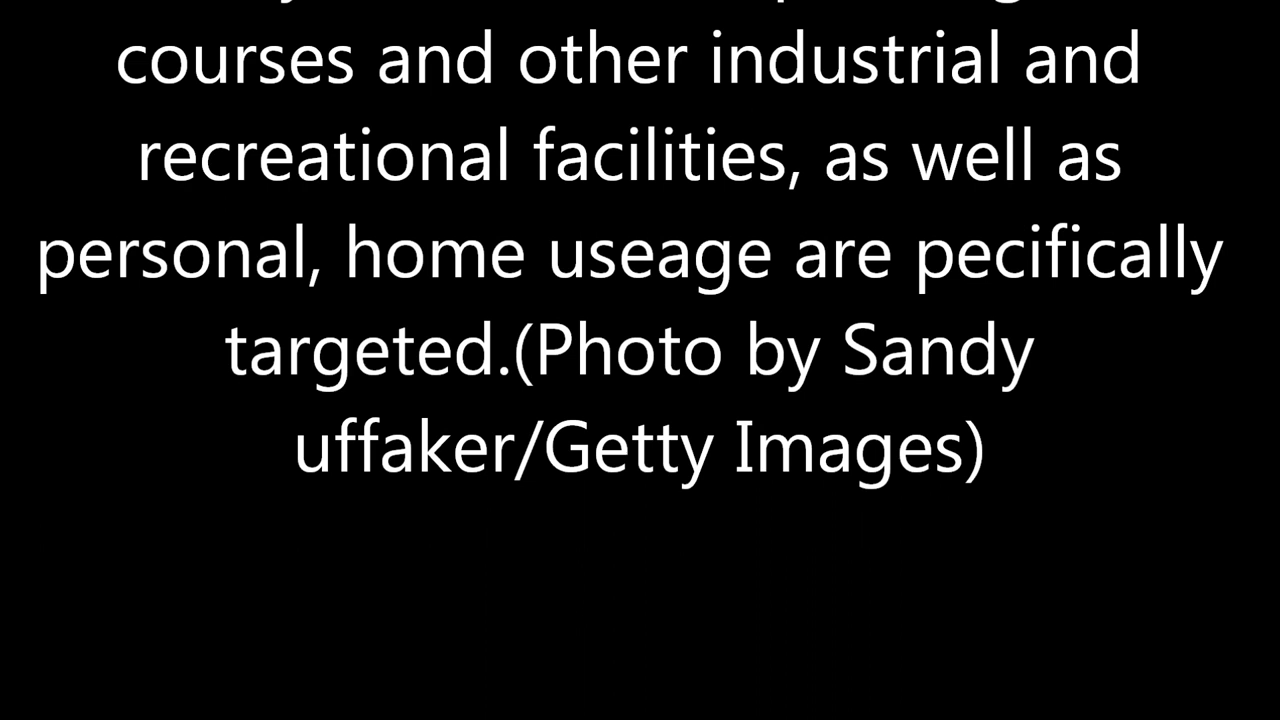 courses and other industrial and
recreational facilities, as well as
personal, home useage are pecifically
targeted.(Photo by Sandy
uffaker/Getty Images)